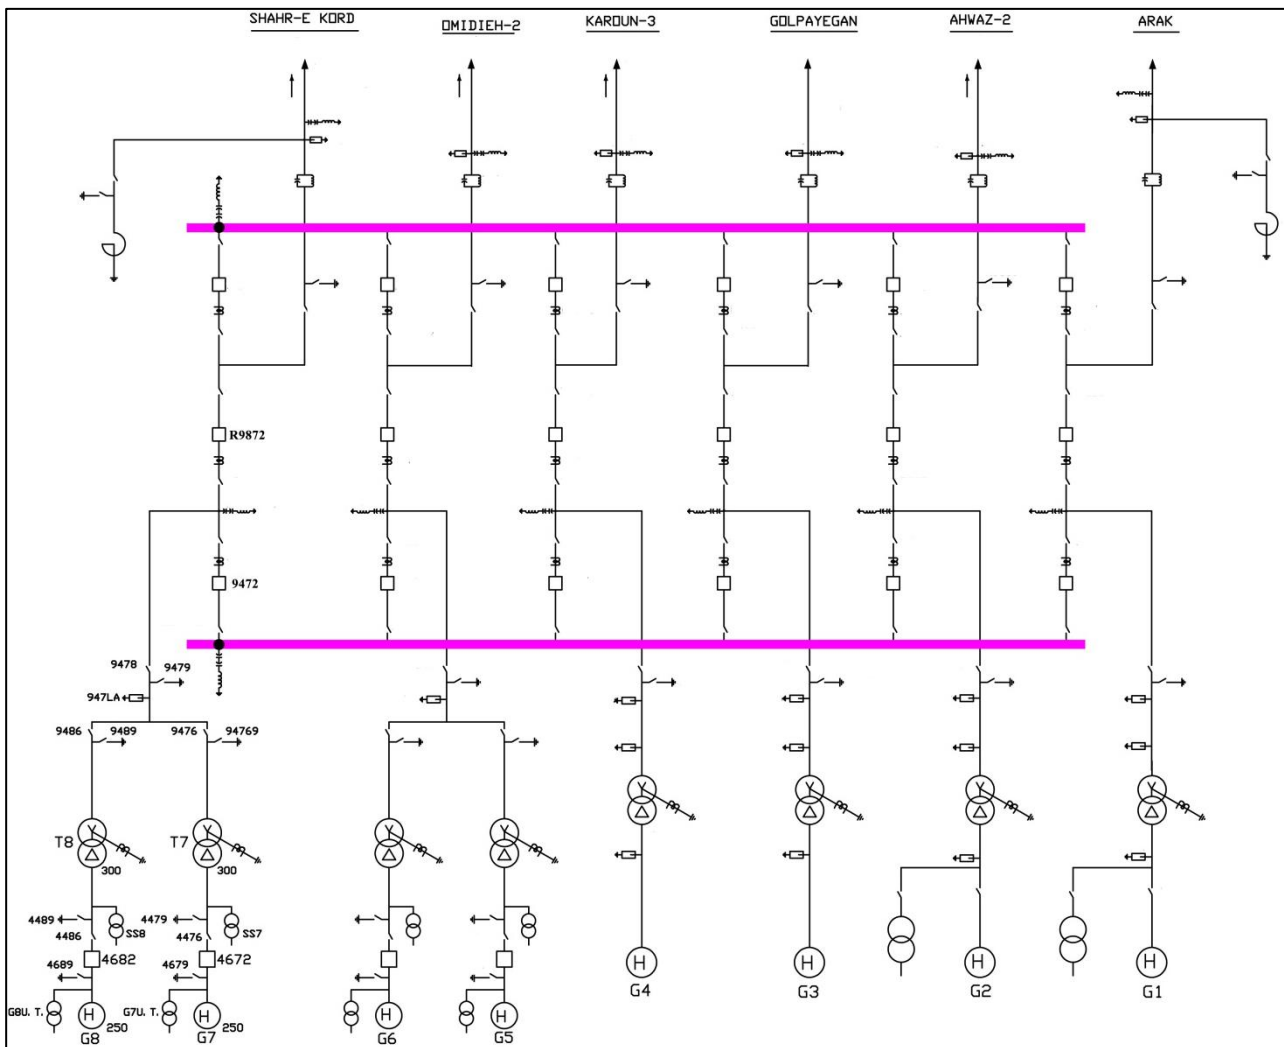 SHAHR-E KORD
OMIDIEH-2
KAROUN-3
GOLPAYEGAN
AHWAZ-2
ARAK
R9872
9472
9478
9479
947LA
9486
9489
9476
94769
T8
T7
300
300
4489
SS8
4479
SS7
4486
4476
4682
4672
4689
4679
G8U. T.
H
250
G7U. T.
H
250
H
H
H
H
H
H
G8
G7
G6
G5
G4
G3
G2
G1